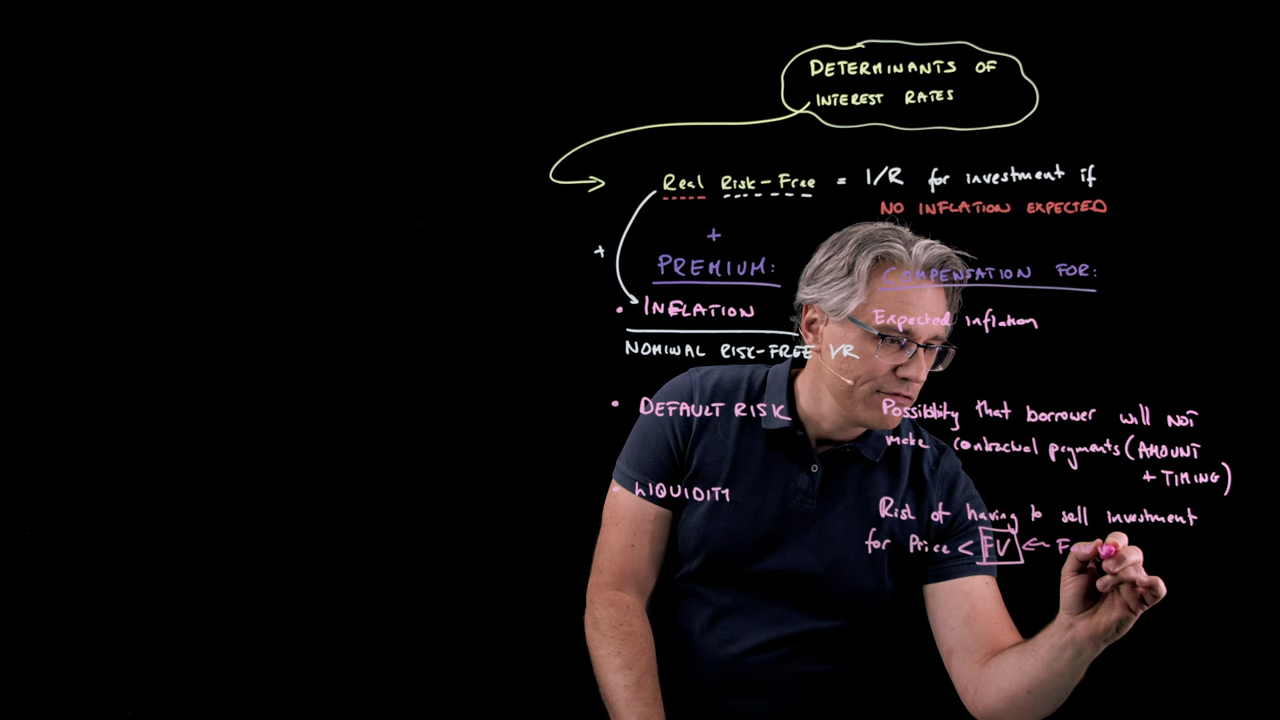 DETERMINANTS OF
INTEREST RATES
Real Risk-Free = I/R for investment if
NO INFLATION EXPECTED
+
+
PREMIUM: COMPENSATION FOR:
• INFLATION Expected inflation
NOMINAL RISK-FREE I/R
• DEFAULT RISK Possibility that borrower will NOT
make contractual payments (AMOUNT
+ TIMING)
• LIQUIDITY Risk of having to sell investment
for Price < FV ← F